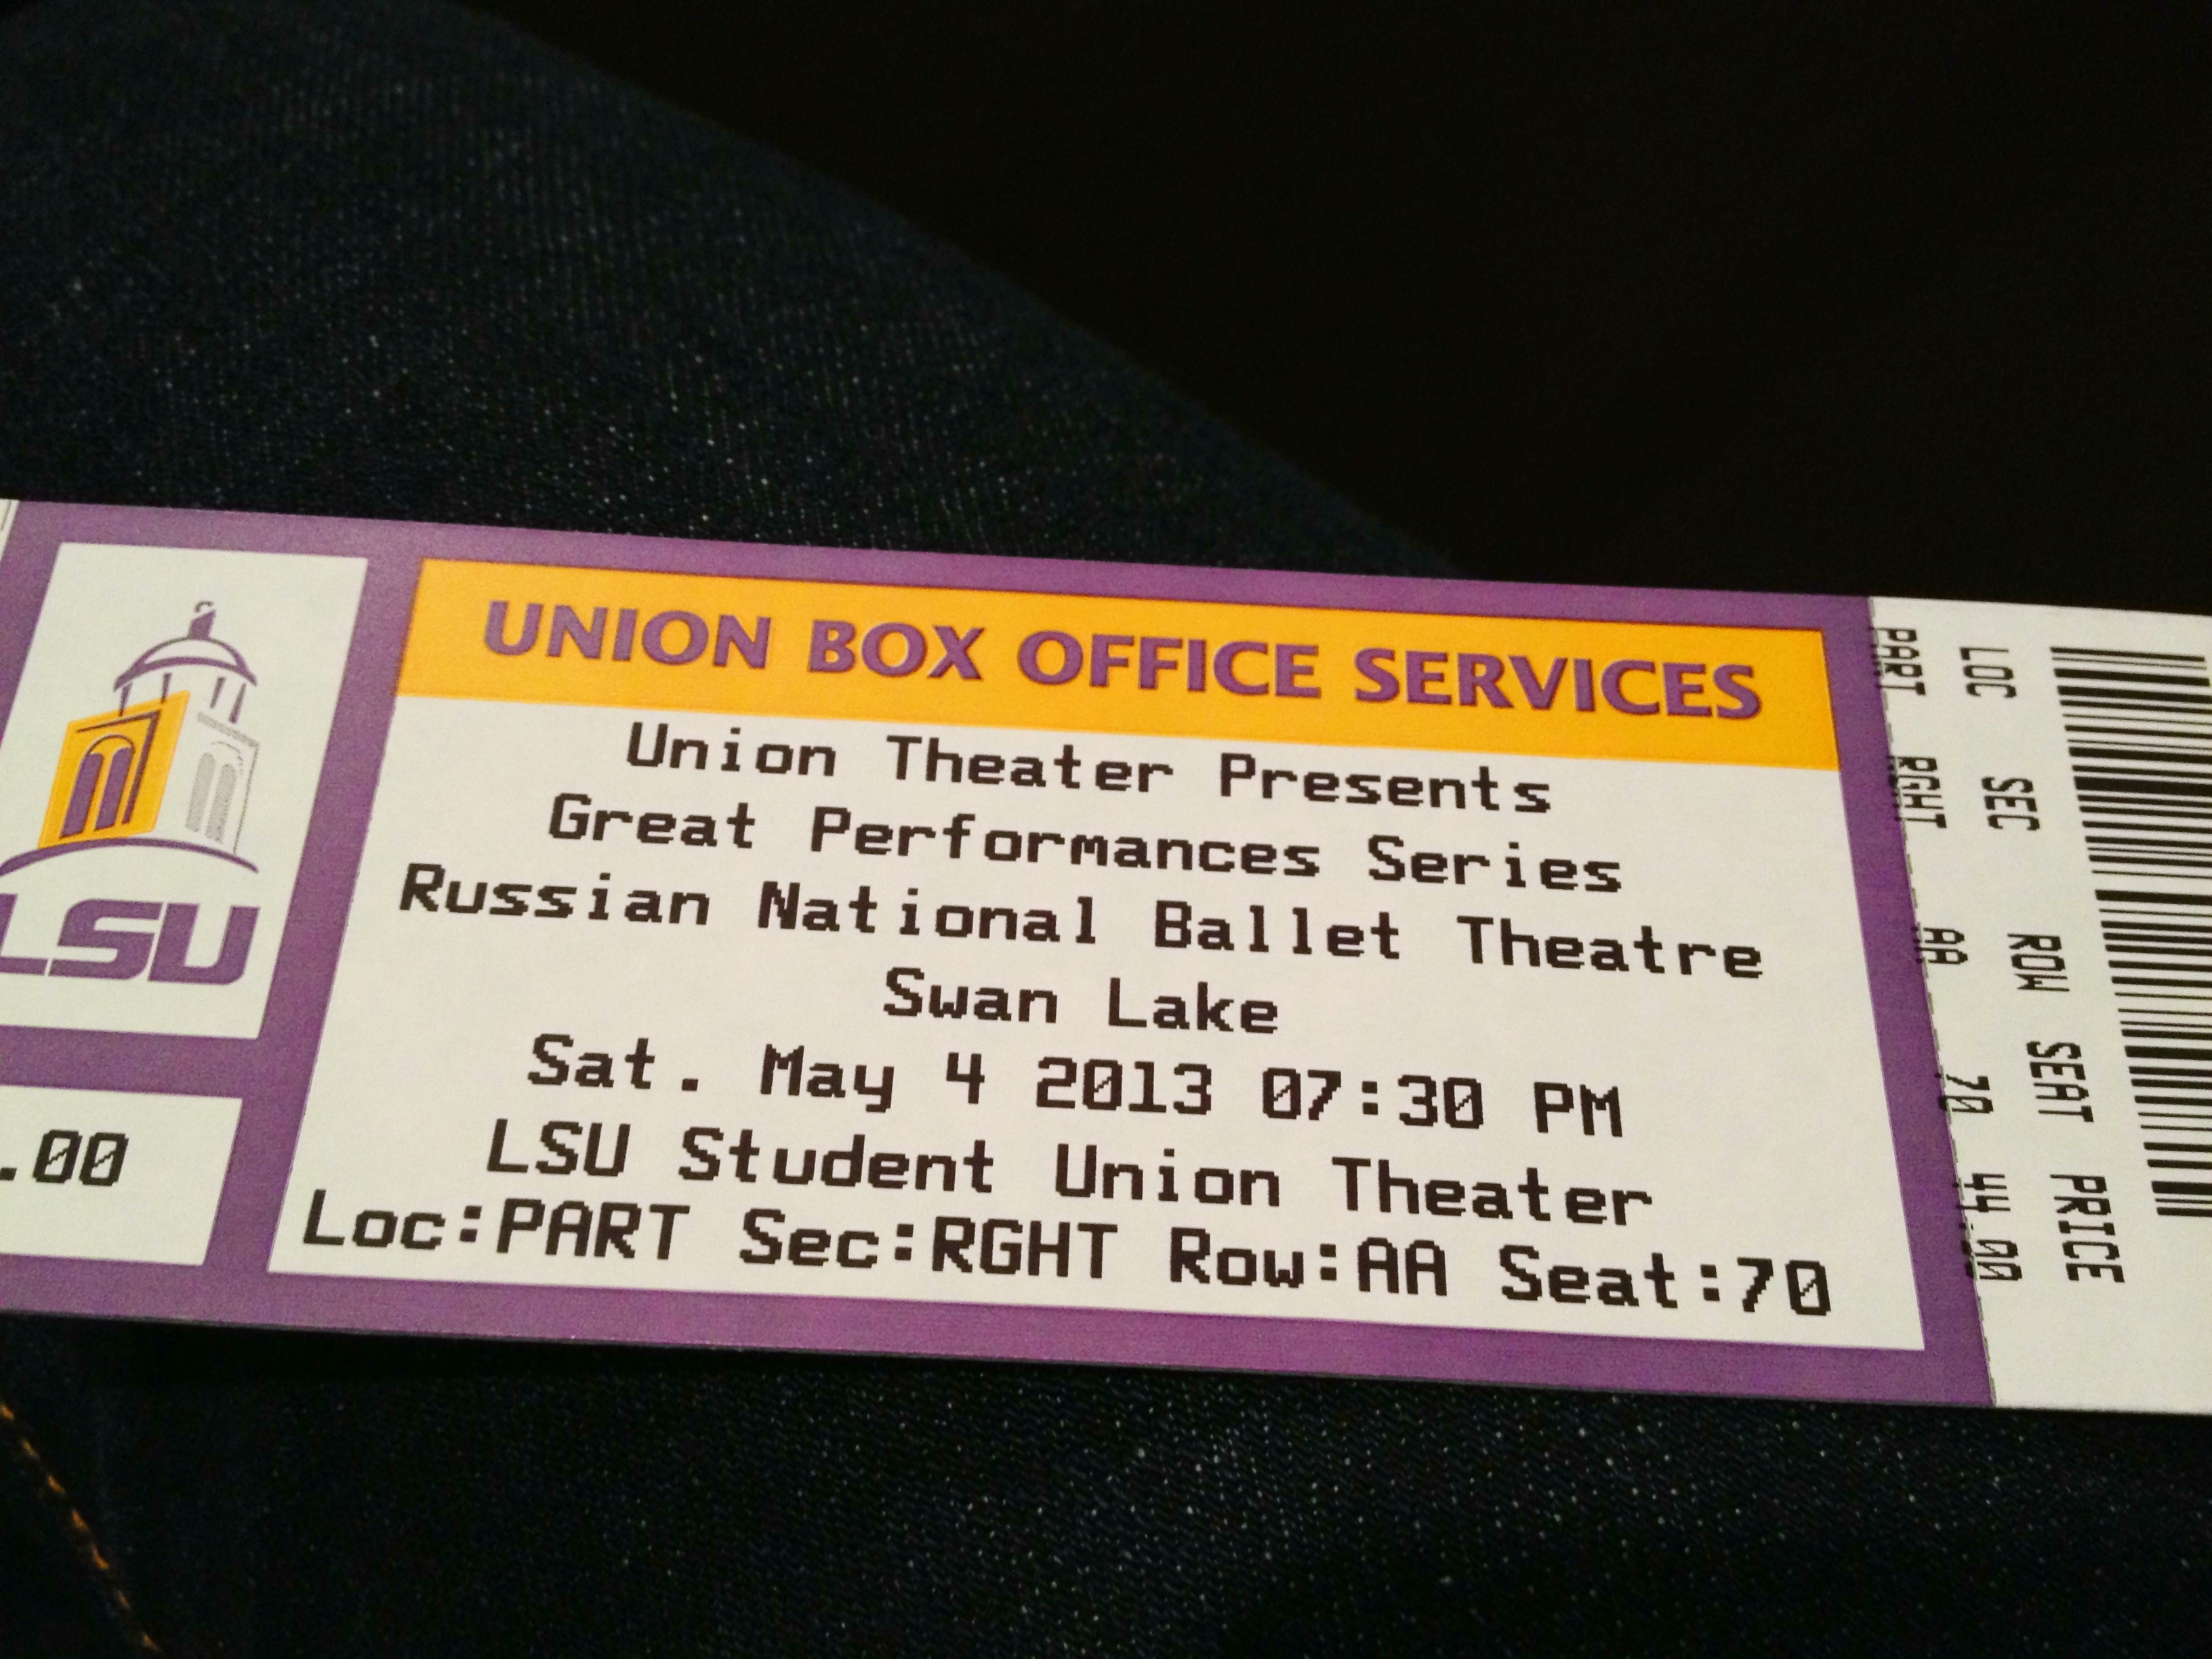 LSU
.00
UNION BOX OFFICE SERVICES
Union Theater Presents
Great Performances Series
Russian National Ballet Theatre
Swan Lake
Sat. May 4 2013 07:30 PM
LSU Student Union Theater
Loc:PART Sec:RGHT Row:AA Seat:70
LOC SEC ROW SEAT PRICE
PART RGHT AA 70 44.00